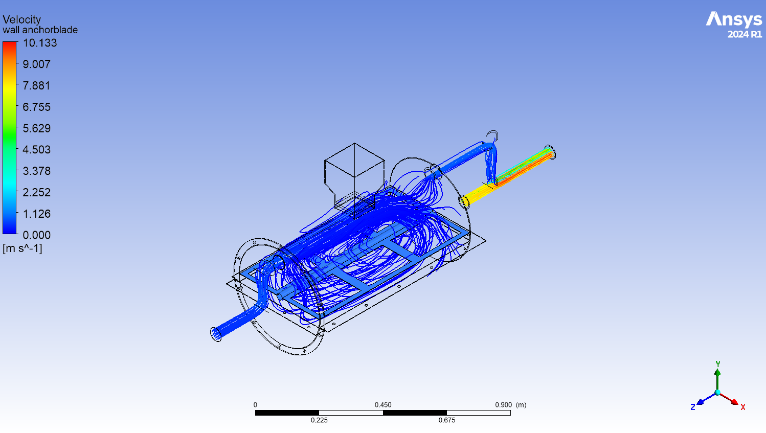 Velocity
wall anchorblade
10.133
9.007
7.881
6.755
5.629
4.503
3.378
2.252
1.126
0.000
[m s^-1]
Ansys
2024 R1
0 0.450 0.900 (m)
0.225 0.675
Y
Z X